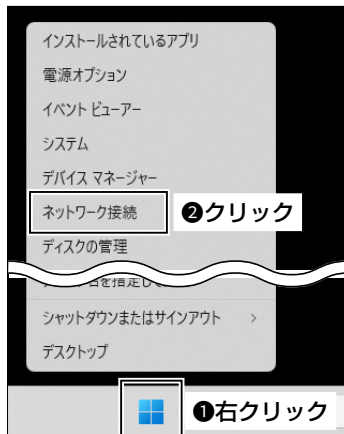 インストールされているアプリ
電源オプション
イベント ビューアー
システム
デバイス マネージャー
ネットワーク接続
❷クリック
ディスクの管理
シャットダウンまたはサインアウト
デスクトップ
❶右クリック